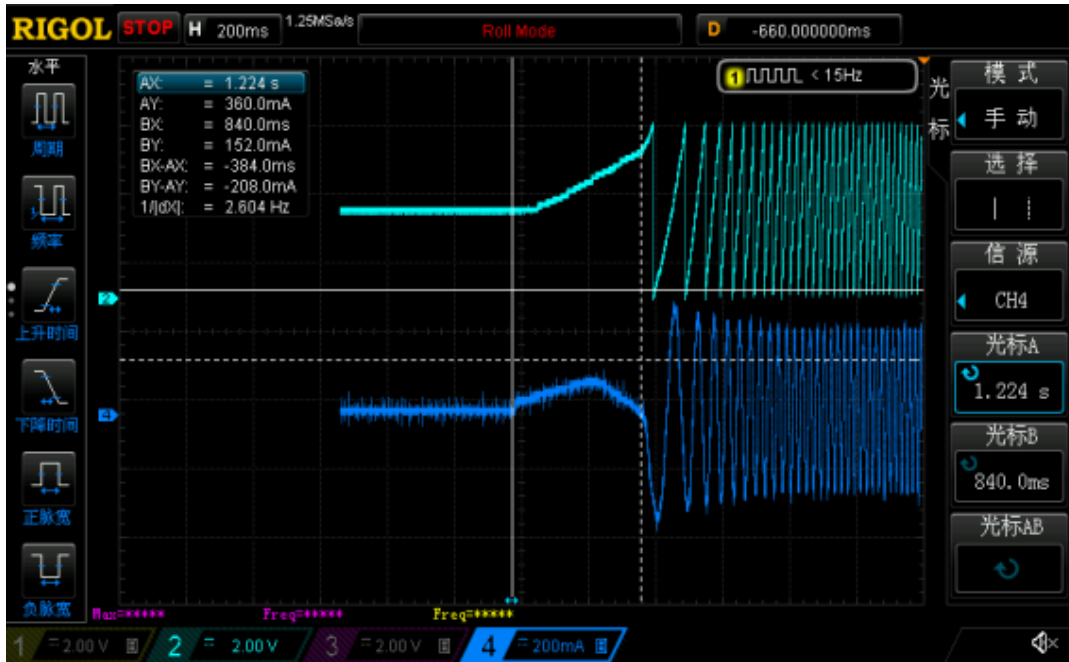 RIGOL STOP H 200ms 1.25MSa/s Roll Mode D -660.000000ms
水平
周期
频率
上升时间
下降时间
正脉宽
负脉宽
AX: = 1.224 s
AY: = 360.0mA
BX: = 840.0ms
BY: = 152.0mA
BX-AX: = -384.0ms
BY-AY: = -208.0mA
1/|dX|: = 2.604 Hz
1 < 15Hz
2
4
光标
模式
手动
选择
信源
CH4
光标A
1.224 s
光标B
840.0ms
光标AB
Max=***** Freq=***** Freq=*****
1 2.00 V 2 2.00 V 3 2.00 V 4 200mA